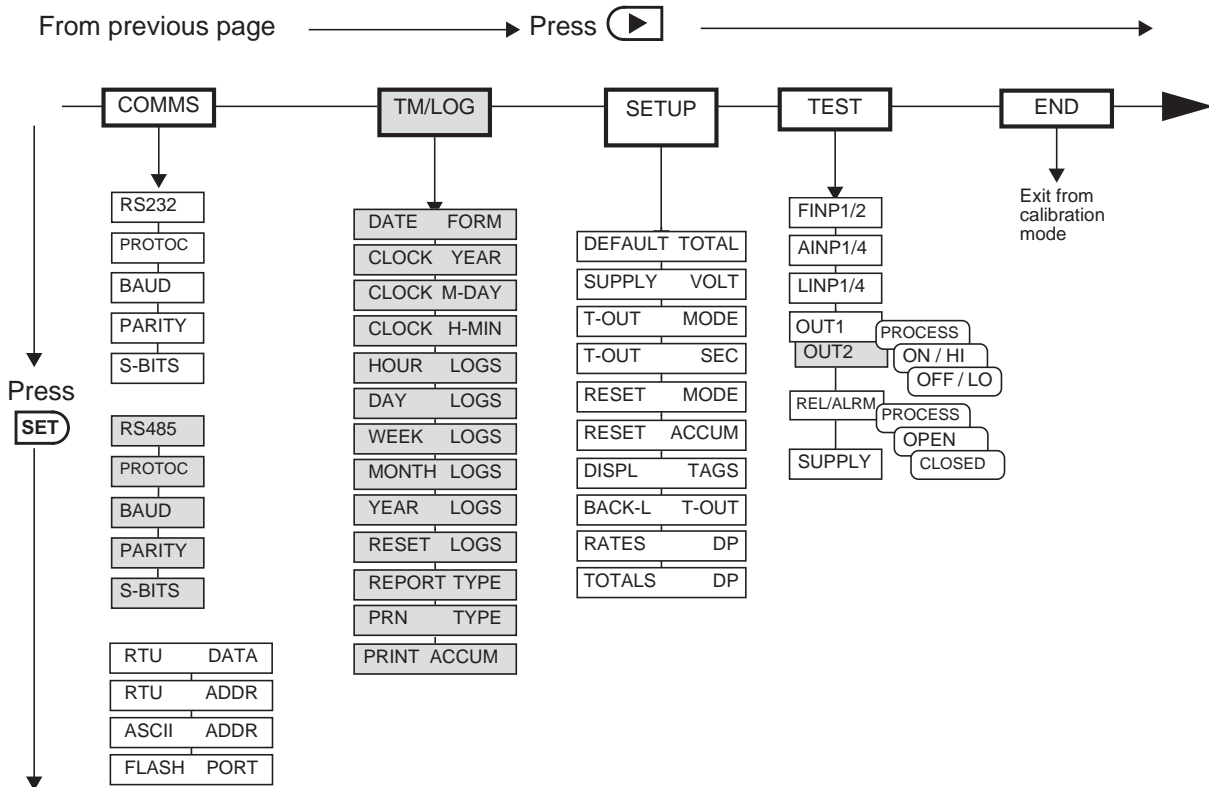 From previous page
Press
COMMS
TM/LOG
SETUP
TEST
END
Press
SET
RS232
PROTOC
BAUD
PARITY
S-BITS
RS485
PROTOC
BAUD
PARITY
S-BITS
RTU DATA
RTU ADDR
ASCII ADDR
FLASH PORT
DATE FORM
CLOCK YEAR
CLOCK M-DAY
CLOCK H-MIN
HOUR LOGS
DAY LOGS
WEEK LOGS
MONTH LOGS
YEAR LOGS
RESET LOGS
REPORT TYPE
PRN TYPE
PRINT ACCUM
DEFAULT TOTAL
SUPPLY VOLT
T-OUT MODE
T-OUT SEC
RESET MODE
RESET ACCUM
DISPL TAGS
BACK-L T-OUT
RATES DP
TOTALS DP
FINP1/2
AINP1/4
LINP1/4
OUT1
OUT2
PROCESS
ON / HI
OFF / LO
REL/ALRM
PROCESS
OPEN
CLOSED
SUPPLY
Exit from
calibration
mode